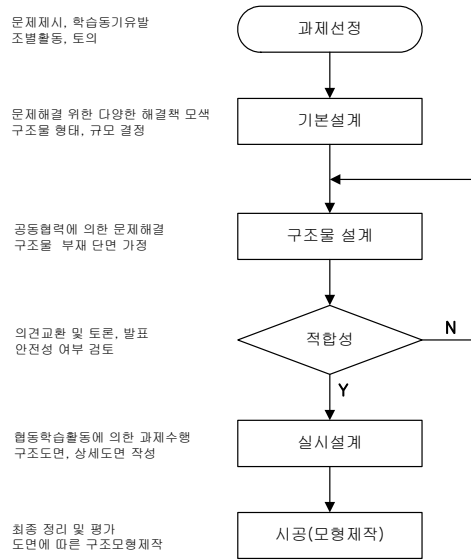 문제제시, 학습동기유발
조별활동, 토의
과제선정
문제해결 위한 다양한 해결책 모색
구조물 형태, 규모 결정
기본설계
공동협력에 의한 문제해결
구조물 부재 단면 가정
구조물 설계
의견교환 및 토론, 발표
안전성 여부 검토
적합성
N
Y
협동학습활동에 의한 과제수행
구조도면, 상세도면 작성
실시설계
최종 정리 및 평가
도면에 따른 구조모형제작
시공(모형제작)